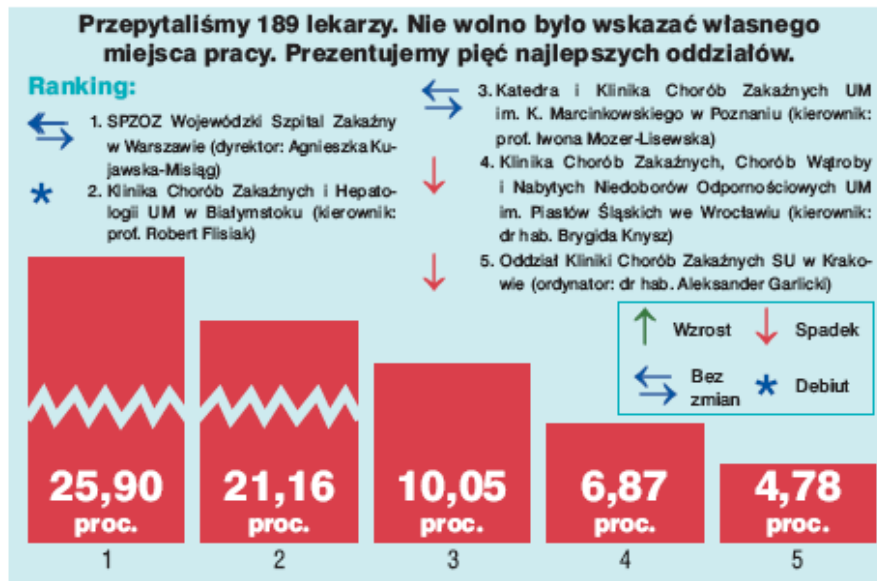 Przepytaliśmy 189 lekarzy. Nie wolno było wskazać własnego
miejsca pracy. Prezentujemy pięć najlepszych oddziałów.
Ranking:
1. SPZOZ Wojewódzki Szpital Zakaźny
w Warszawie (dyrektor: Agnieszka Ku-
jawska-Misiąg)
2. Klinika Chorób Zakaźnych i Hepato-
logii UM w Białymstoku (kierownik:
prof. Robert Flisiak)
3. Katedra i Klinika Chorób Zakaźnych UM
im. K. Marcinkowskiego w Poznaniu (kierownik:
prof. Iwona Mozer-Lisewska)
4. Klinika Chorób Zakaźnych, Chorób Wątroby
i Nabytych Niedoborów Odpornościowych UM
im. Piastów Śląskich we Wrocławiu (kierownik:
dr hab. Brygida Knysz)
5. Oddział Kliniki Chorób Zakaźnych SU w Krako-
wie (ordynator: dr hab. Aleksander Garlicki)
Wzrost
Spadek
Bez
zmian
Debiut
25,90
proc.
21,16
proc.
10,05
proc.
6,87
proc.
4,78
proc.
1
2
3
4
5